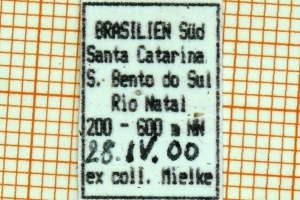 BRASILIEN Süd
Santa Catarina
S. Bento do Sul
Rio Natal
200 - 600 m NN
28.IV.00
ex coll. Mielke